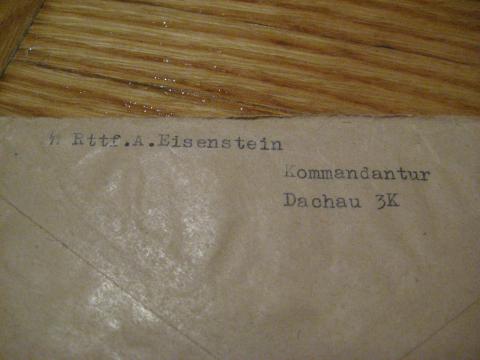 ᛋᛋ Rttf.A.Eisenstein
Kommandantur
Dachau 3K